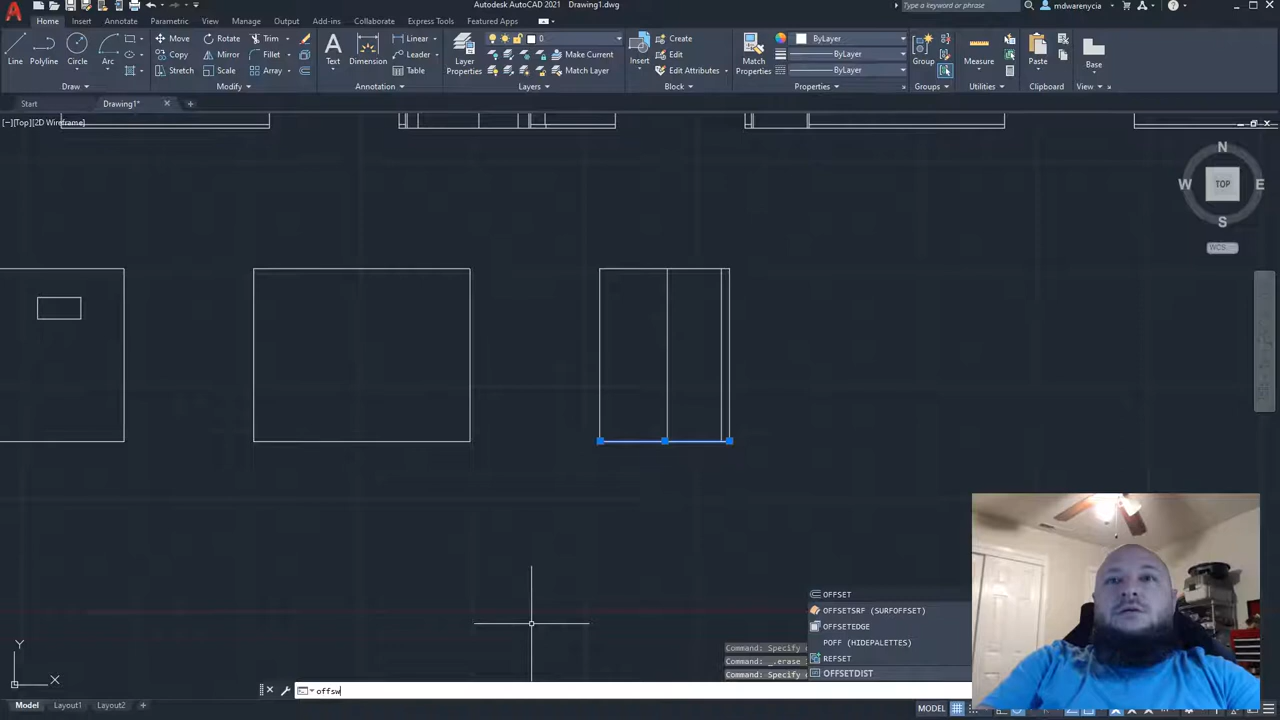 Autodesk AutoCAD 2021 Drawing1.dwg
Type a keyword or phrase
mdwarenycia
Home Insert Annotate Parametric View Manage Output Add-ins Collaborate Express Tools Featured Apps
Line Polyline Circle Arc
Move Rotate Trim
Copy Mirror Fillet
Stretch Scale Array
Text Dimension
Linear
Leader
Table
Layer Properties
0
Make Current
Match Layer
Insert
Create
Edit
Edit Attributes
Match Properties
ByLayer
ByLayer
ByLayer
Group
Measure
Paste
Base
Draw Modify Annotation Layers Block Properties Groups Utilities Clipboard View
Start Drawing1*
[−][Top][2D Wireframe]
N
W TOP E
S
WCS
OFFSET
OFFSETSRF (SURFOFFSET)
OFFSETEDGE
POFF (HIDEPALETTES)
REFSET
OFFSETDIST
Command: Specify
Command: _.erase
Command: Specify
Y
X
offsw
Model Layout1 Layout2
MODEL